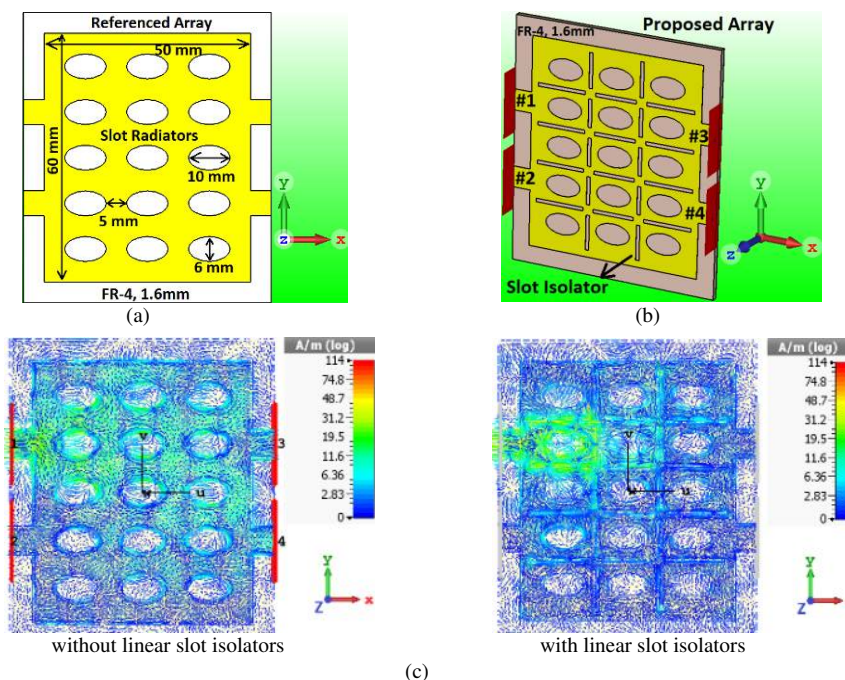 Referenced Array
50 mm
60 mm
Slot Radiators
10 mm
5 mm
6 mm
FR-4, 1.6mm
y
z
x
(a)
Proposed Array
FR-4, 1.6mm
#1
#3
#2
#4
Slot Isolator
y
z
x
(b)
A/m (log)
114
74.8
48.7
31.2
19.5
11.6
6.36
2.83
0
1
3
2
4
v
w
u
y
Z
x
without linear slot isolators
A/m (log)
114
74.8
48.7
31.2
19.5
11.6
6.36
2.83
0
v
w
u
y
Z
x
with linear slot isolators
(c)